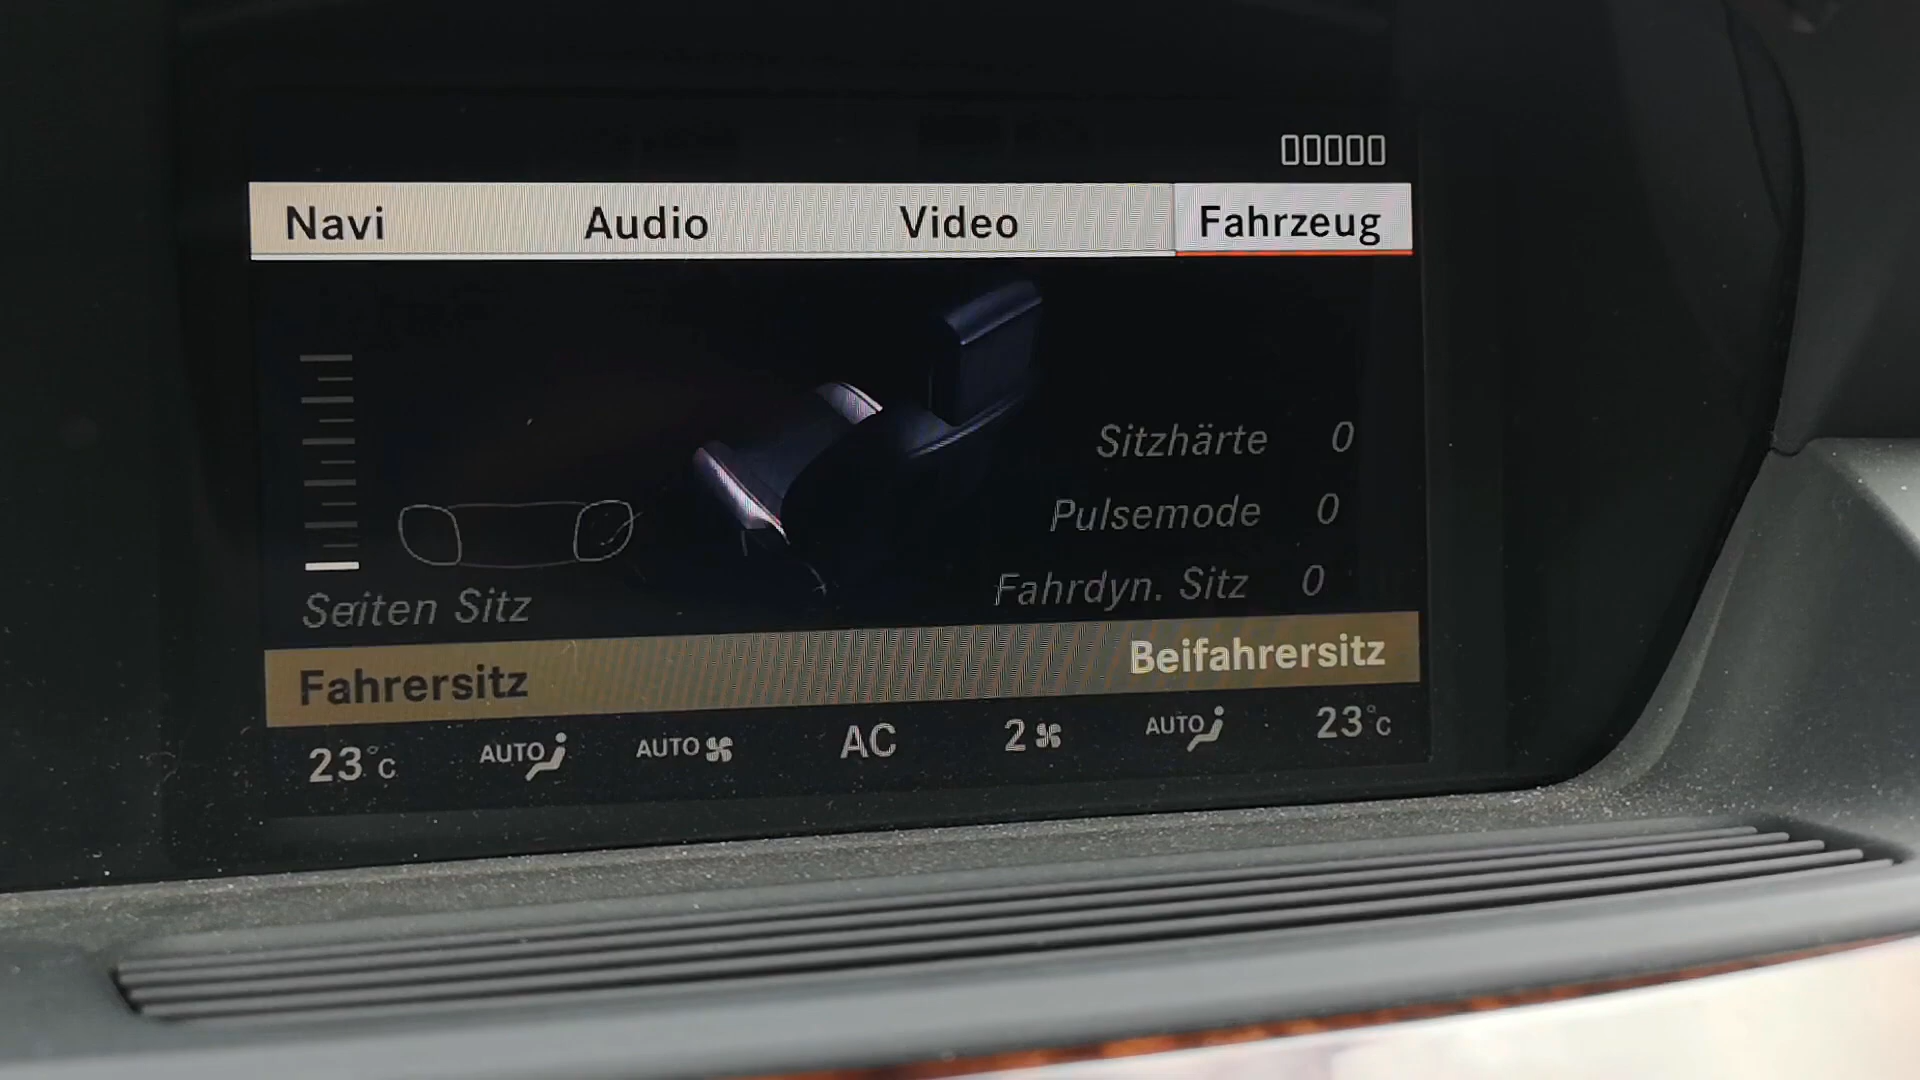 00000
Navi Audio Video Fahrzeug
Sitzhärte 0
Pulsemode 0
Fahrdyn. Sitz 0
Seiten Sitz
Fahrersitz Beifahrersitz
23°C AUTO AUTO AC 2 AUTO 23°C